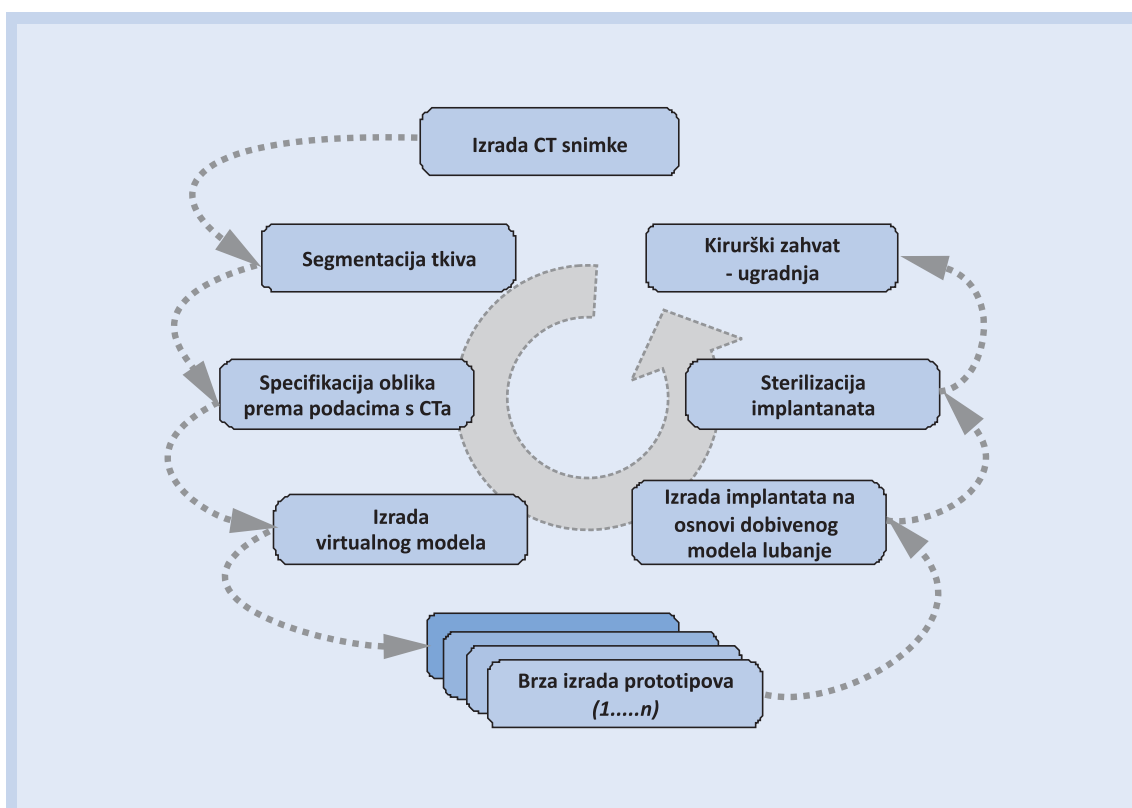 Izrada CT snimke
Segmentacija tkiva
Specifikacija oblika
prema podacima s CTa
Izrada
virtualnog modela
Brza izrada prototipova
(1.....n)
Izrada implantata na
osnovi dobivenog
modela lubanje
Sterilizacija
implantanata
Kirurški zahvat
- ugradnja